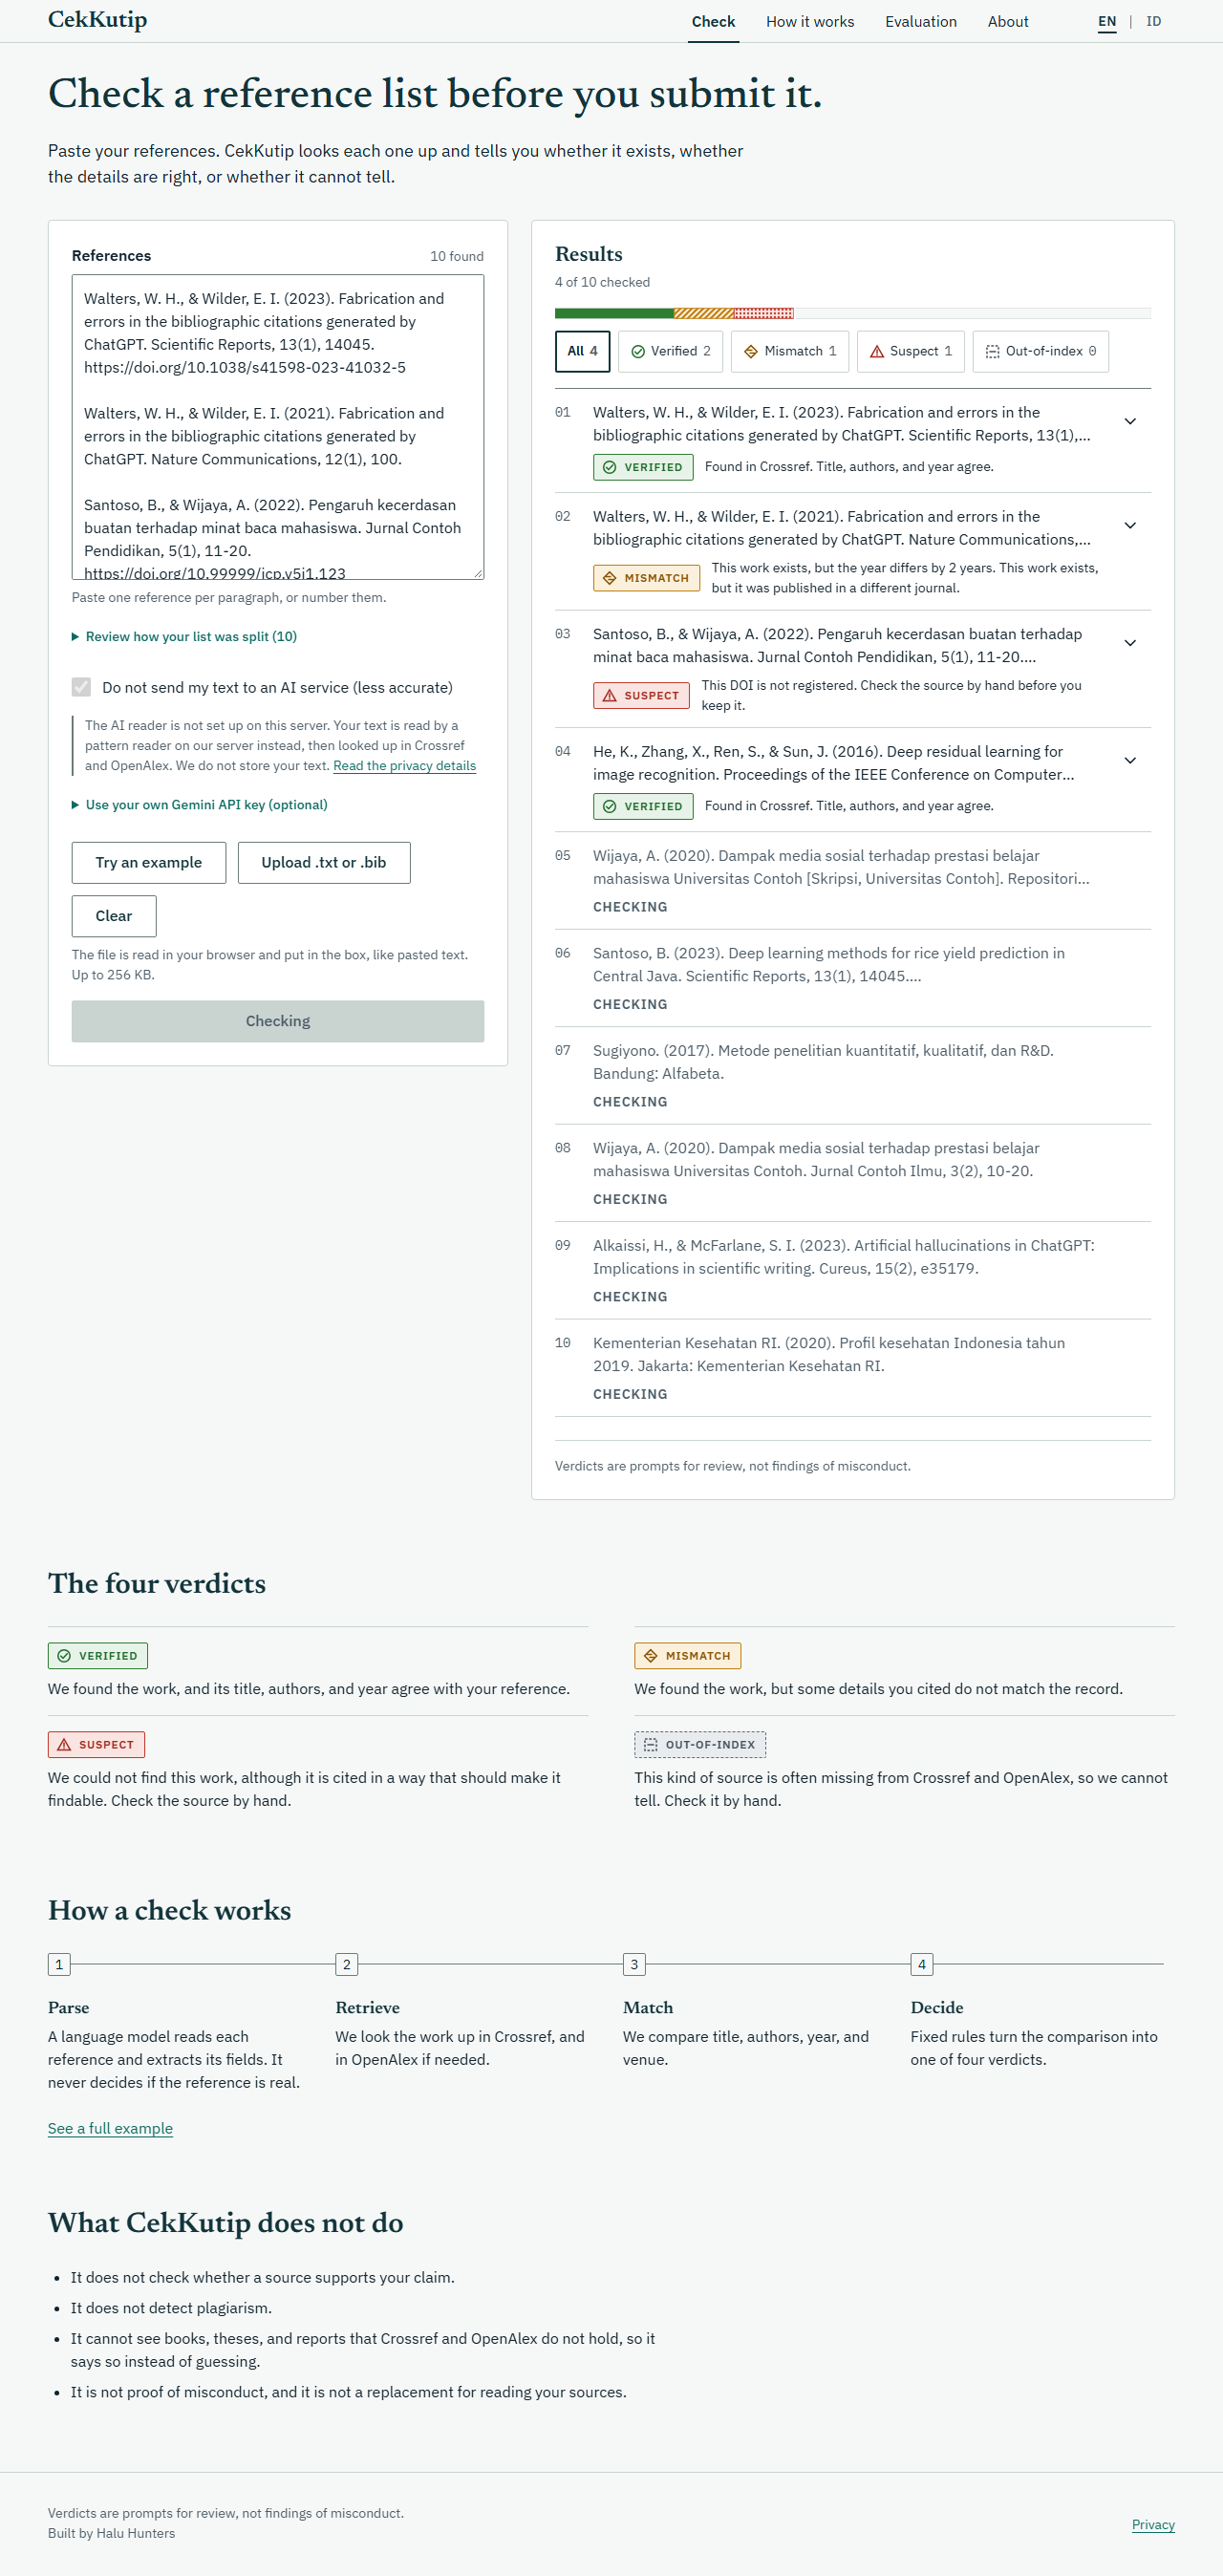 CekKutip
Check
How it works
Evaluation
About
EN | ID
Check a reference list before you submit it.
Paste your references. CekKutip looks each one up and tells you whether it exists, whether
the details are right, or whether it cannot tell.
References
10 found
Walters, W. H., & Wilder, E. I. (2023). Fabrication and
errors in the bibliographic citations generated by
ChatGPT. Scientific Reports, 13(1), 14045.
https://doi.org/10.1038/s41598-023-41032-5
Walters, W. H., & Wilder, E. I. (2021). Fabrication and
errors in the bibliographic citations generated by
ChatGPT. Nature Communications, 12(1), 100.
Santoso, B., & Wijaya, A. (2022). Pengaruh kecerdasan
buatan terhadap minat baca mahasiswa. Jurnal Contoh
Pendidikan, 5(1), 11-20.
https://doi.org/10.99999/jcp.v5i1.123
Paste one reference per paragraph, or number them.
Review how your list was split (10)
Do not send my text to an AI service (less accurate)
The AI reader is not set up on this server. Your text is read by a
pattern reader on our server instead, then looked up in Crossref
and OpenAlex. We do not store your text. Read the privacy details
Use your own Gemini API key (optional)
Try an example
Upload .txt or .bib
Clear
The file is read in your browser and put in the box, like pasted text.
Up to 256 KB.
Checking
Results
4 of 10 checked
All 4
Verified 2
Mismatch 1
Suspect 1
Out-of-index 0
01
Walters, W. H., & Wilder, E. I. (2023). Fabrication and errors in the
bibliographic citations generated by ChatGPT. Scientific Reports, 13(1),...
VERIFIED
Found in Crossref. Title, authors, and year agree.
02
Walters, W. H., & Wilder, E. I. (2021). Fabrication and errors in the
bibliographic citations generated by ChatGPT. Nature Communications,...
MISMATCH
This work exists, but the year differs by 2 years. This work exists,
but it was published in a different journal.
03
Santoso, B., & Wijaya, A. (2022). Pengaruh kecerdasan buatan terhadap
minat baca mahasiswa. Jurnal Contoh Pendidikan, 5(1), 11-20....
SUSPECT
This DOI is not registered. Check the source by hand before you
keep it.
04
He, K., Zhang, X., Ren, S., & Sun, J. (2016). Deep residual learning for
image recognition. Proceedings of the IEEE Conference on Computer...
VERIFIED
Found in Crossref. Title, authors, and year agree.
05
Wijaya, A. (2020). Dampak media sosial terhadap prestasi belajar
mahasiswa Universitas Contoh [Skripsi, Universitas Contoh]. Repositori...
CHECKING
06
Santoso, B. (2023). Deep learning methods for rice yield prediction in
Central Java. Scientific Reports, 13(1), 14045....
CHECKING
07
Sugiyono. (2017). Metode penelitian kuantitatif, kualitatif, dan R&D.
Bandung: Alfabeta.
CHECKING
08
Wijaya, A. (2020). Dampak media sosial terhadap prestasi belajar
mahasiswa Universitas Contoh. Jurnal Contoh Ilmu, 3(2), 10-20.
CHECKING
09
Alkaissi, H., & McFarlane, S. I. (2023). Artificial hallucinations in ChatGPT:
Implications in scientific writing. Cureus, 15(2), e35179.
CHECKING
10
Kementerian Kesehatan RI. (2020). Profil kesehatan Indonesia tahun
2019. Jakarta: Kementerian Kesehatan RI.
CHECKING
Verdicts are prompts for review, not findings of misconduct.
The four verdicts
VERIFIED
We found the work, and its title, authors, and year agree with your reference.
MISMATCH
We found the work, but some details you cited do not match the record.
SUSPECT
We could not find this work, although it is cited in a way that should make it
findable. Check the source by hand.
OUT-OF-INDEX
This kind of source is often missing from Crossref and OpenAlex, so we cannot
tell. Check it by hand.
How a check works
1
Parse
A language model reads each
reference and extracts its fields. It
never decides if the reference is real.
2
Retrieve
We look the work up in Crossref, and
in OpenAlex if needed.
3
Match
We compare title, authors, year, and
venue.
4
Decide
Fixed rules turn the comparison into
one of four verdicts.
See a full example
What CekKutip does not do
• It does not check whether a source supports your claim.
• It does not detect plagiarism.
• It cannot see books, theses, and reports that Crossref and OpenAlex do not hold, so it
says so instead of guessing.
• It is not proof of misconduct, and it is not a replacement for reading your sources.
Verdicts are prompts for review, not findings of misconduct.
Built by Halu Hunters
Privacy